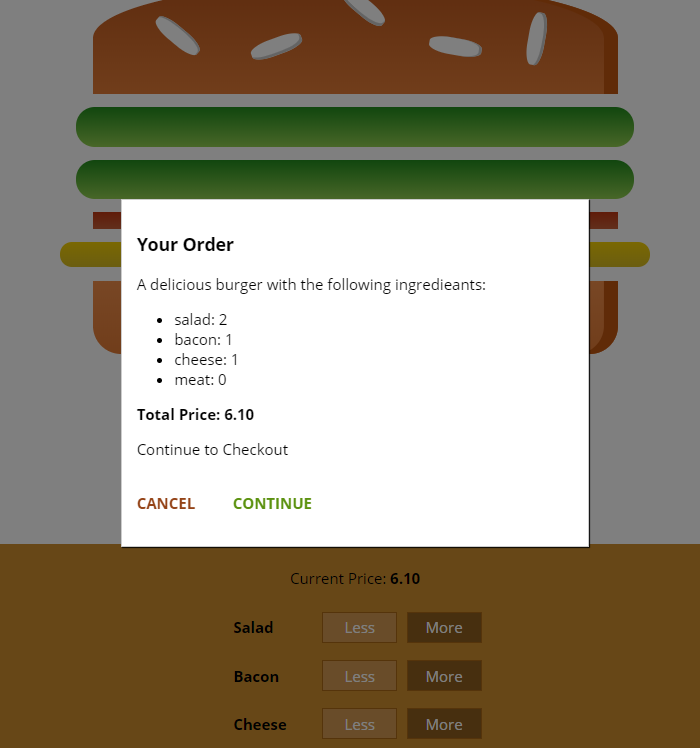 Your Order
A delicious burger with the following ingredieants:
salad: 2
bacon: 1
cheese: 1
meat: 0
Total Price: 6.10
Continue to Checkout
CANCEL CONTINUE
Current Price: 6.10
Salad Less More
Bacon Less More
Cheese Less More